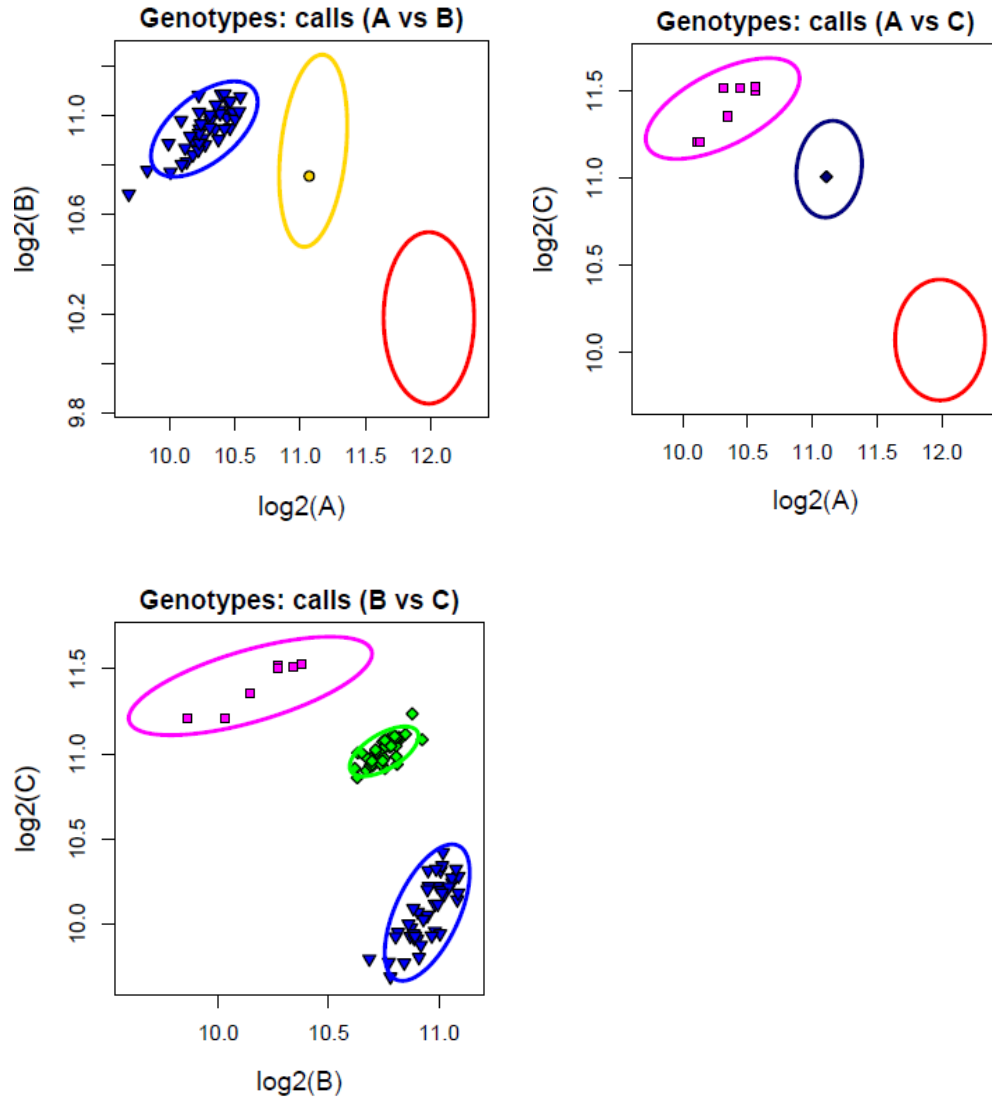 Genotypes: calls (A vs B)
log2(B)
11.0
10.6
10.2
9.8
10.0 10.5 11.0 11.5 12.0
log2(A)
Genotypes: calls (A vs C)
log2(C)
11.5
11.0
10.5
10.0
10.0 10.5 11.0 11.5 12.0
log2(A)
Genotypes: calls (B vs C)
log2(C)
11.5
11.0
10.5
10.0
10.0 10.5 11.0
log2(B)